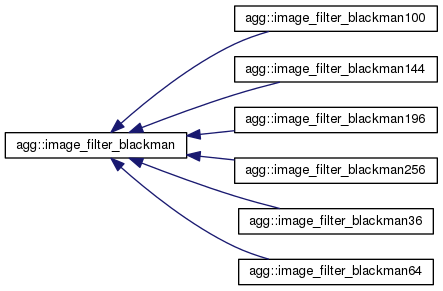 agg::image_filter_blackman100
agg::image_filter_blackman144
agg::image_filter_blackman196
agg::image_filter_blackman
agg::image_filter_blackman256
agg::image_filter_blackman36
agg::image_filter_blackman64